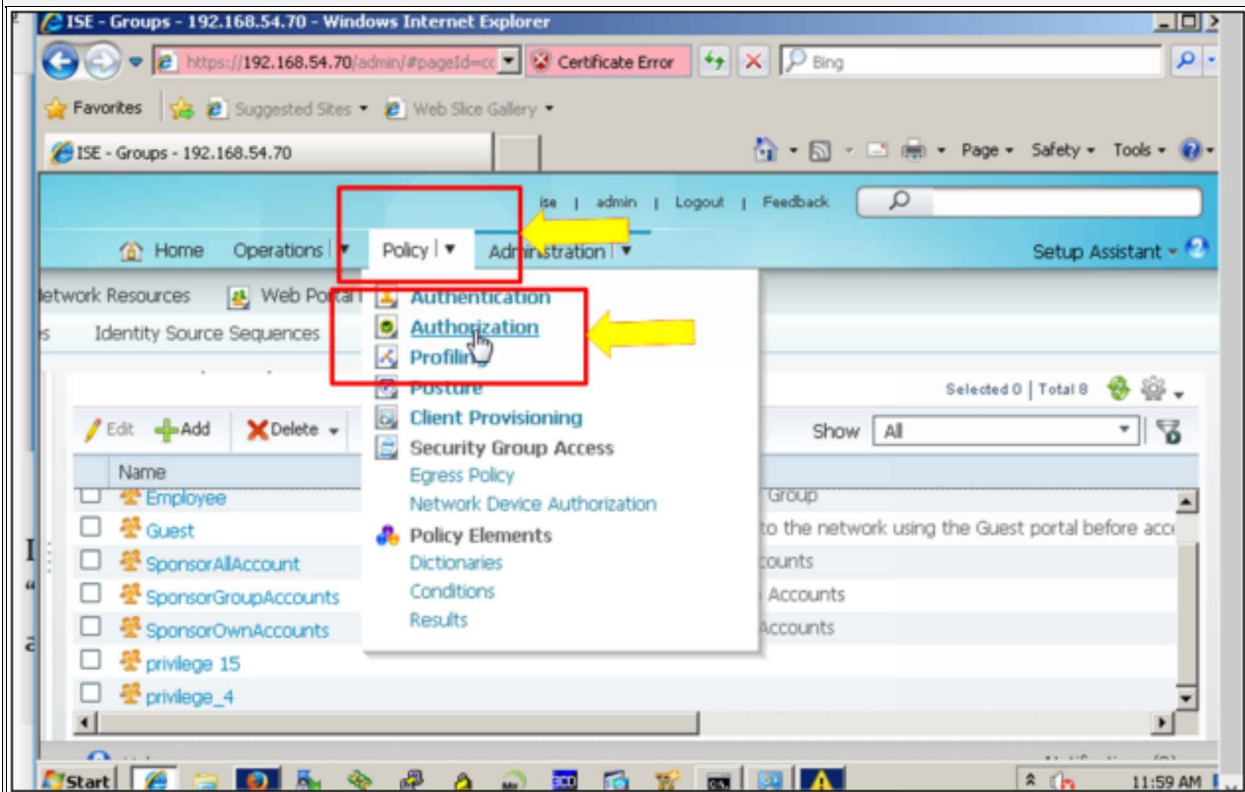 ISE - Groups - 192.168.54.70 - Windows Internet Explorer
https://192.168.54.70/admin/#pageId=cc Certificate Error Bing
Favorites Suggested Sites Web Slice Gallery
ISE - Groups - 192.168.54.70 Page Safety Tools
ise | admin | Logout | Feedback
Home Operations Policy Administration Setup Assistant
etwork Resources Web Portal
s Identity Source Sequences
Authentication
Authorization
Profiling
Posture
Client Provisioning
Security Group Access
Egress Policy
Network Device Authorization
Policy Elements
Dictionaries
Conditions
Results
Selected 0 | Total 8
Edit Add Delete Show All
Name
Employee Group
Guest to the network using the Guest portal before acce
SponsorAllAccount counts
SponsorGroupAccounts Accounts
SponsorOwnAccounts Accounts
privilege 15
privilege_4
Start 11:59 AM